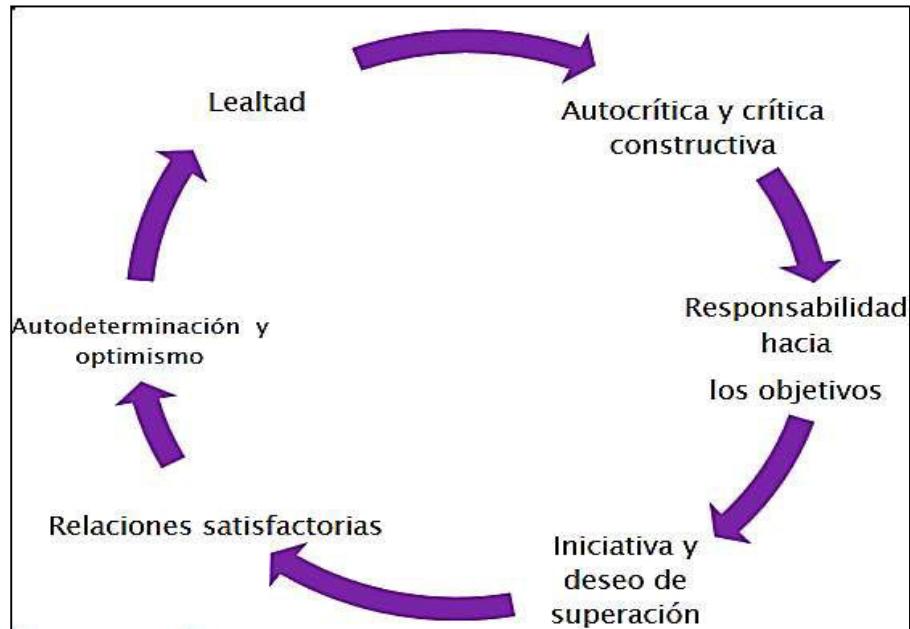 Lealtad
Autocrítica y crítica
constructiva
Responsabilidad
hacia
los objetivos
Iniciativa y
deseo de
superación
Relaciones satisfactorias
Autodeterminación y
optimismo